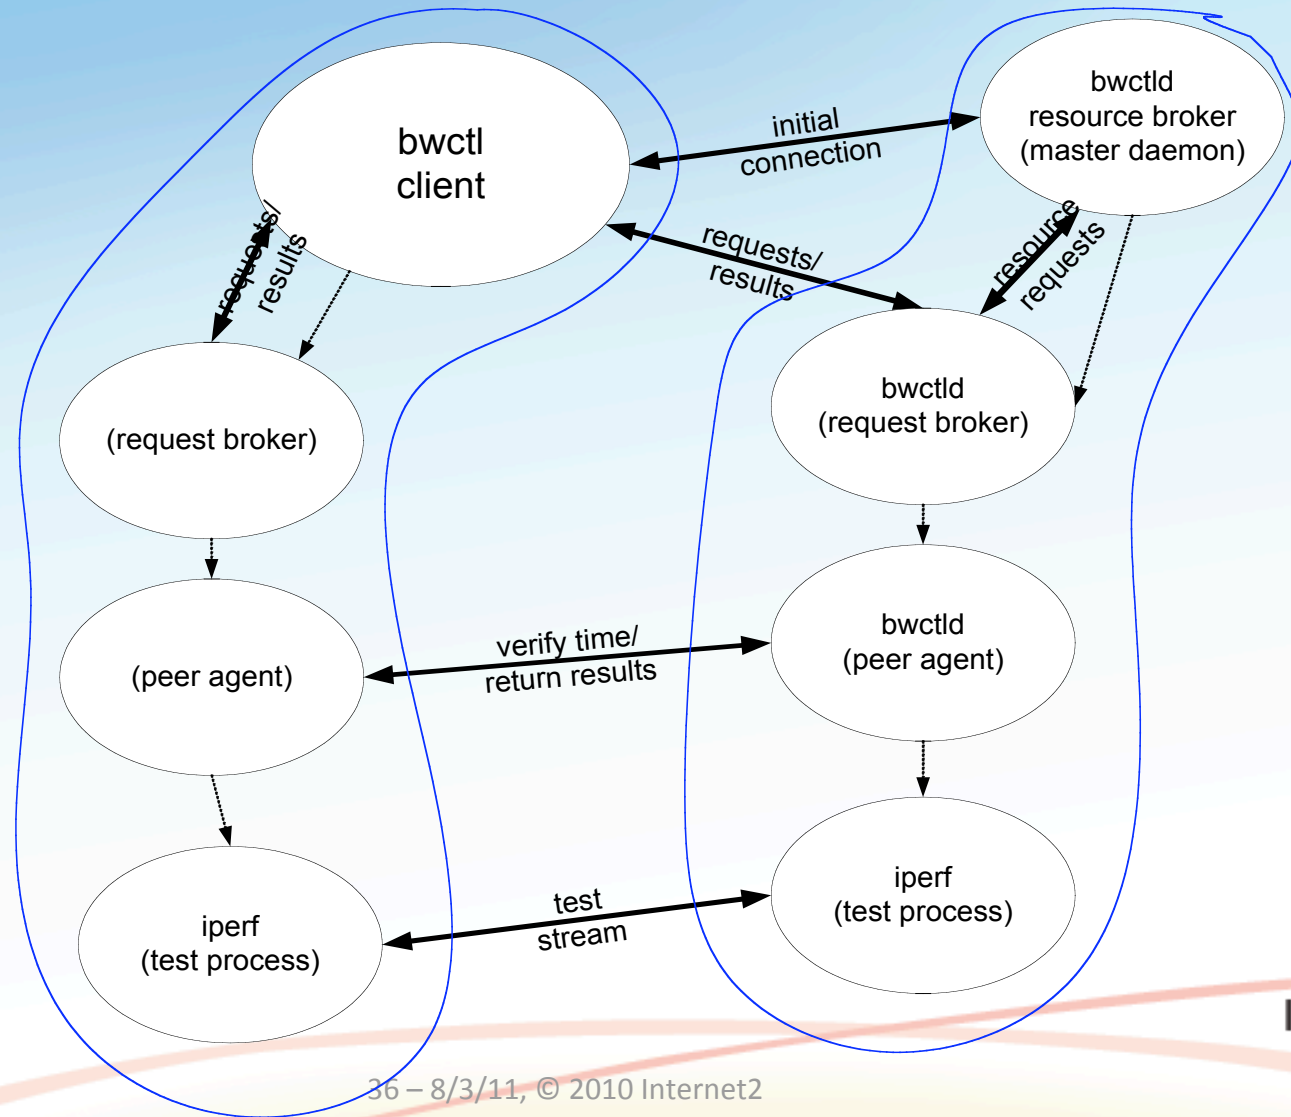 bwctl
client
initial
connection
bwctld
resource broker
(master daemon)
requests/
results
requests/
results
resource
requests
(request broker)
bwctld
(request broker)
(peer agent)
verify time/
return results
bwctld
(peer agent)
iperf
(test process)
test
stream
iperf
(test process)
36 – 8/3/11, © 2010 Internet2